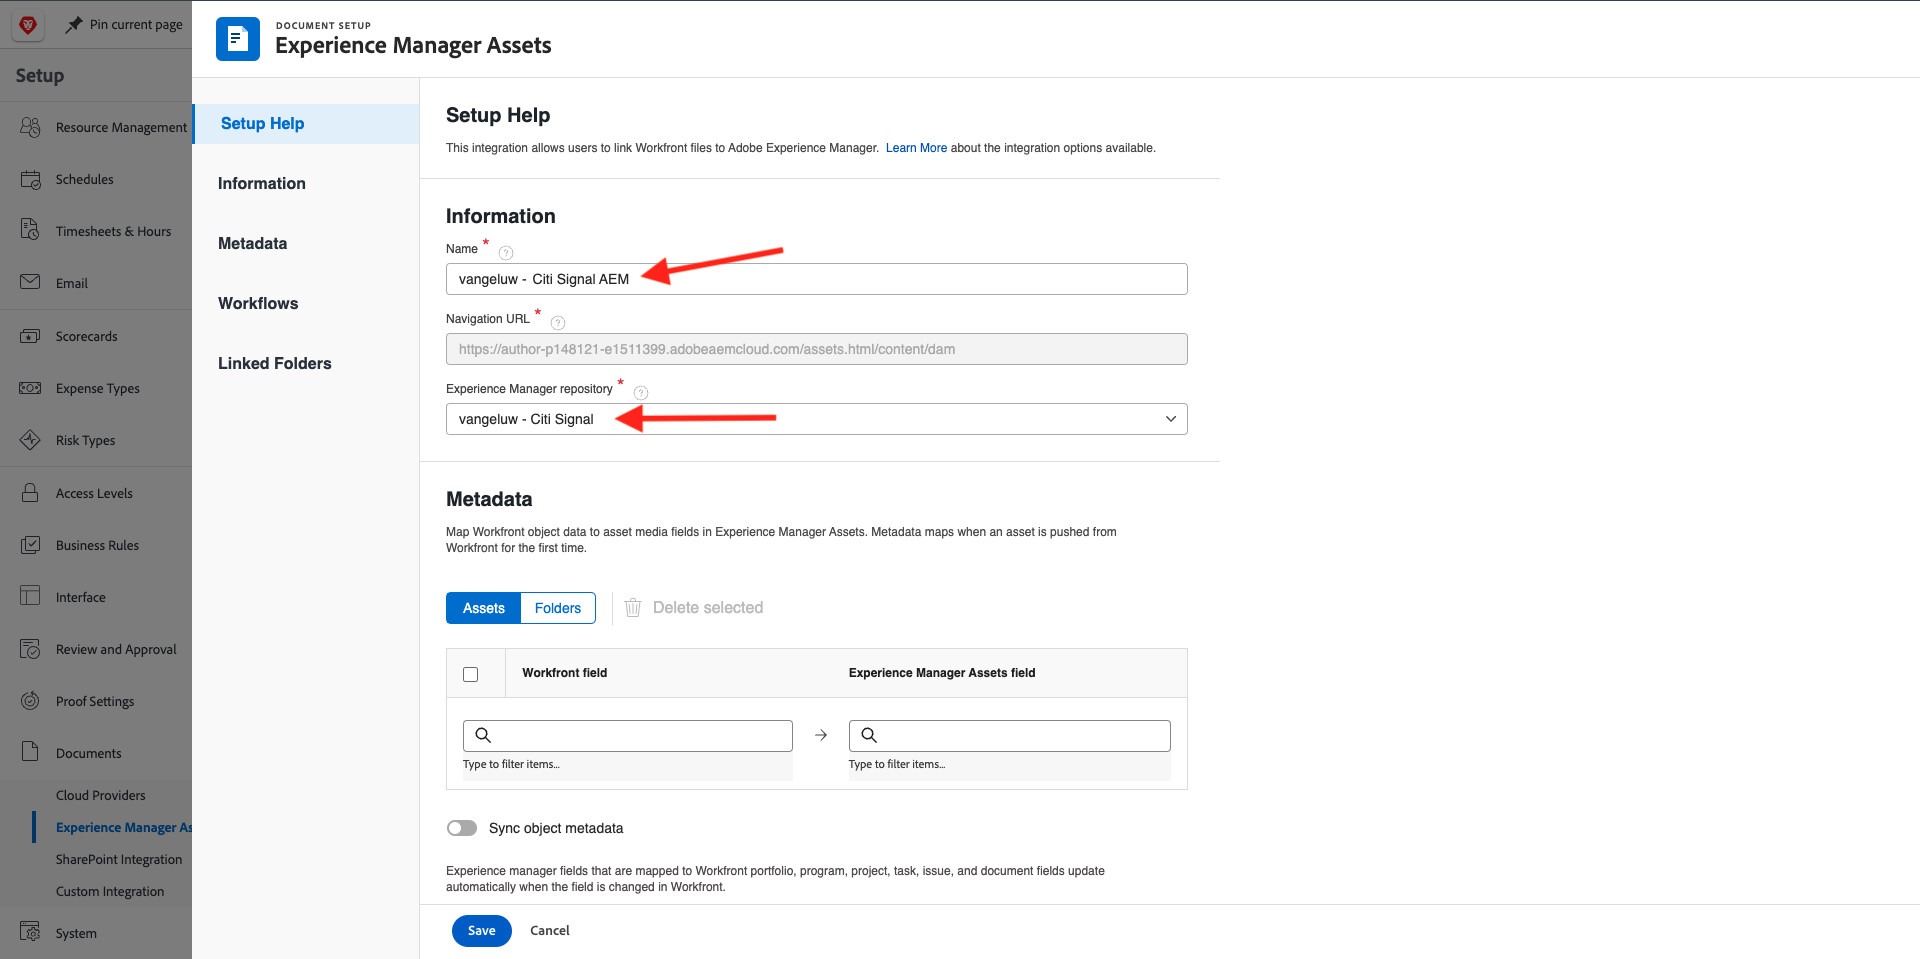 Pin current page
Setup
Resource Management
Schedules
Timesheets & Hours
Email
Scorecards
Expense Types
Risk Types
Access Levels
Business Rules
Interface
Review and Approval
Proof Settings
Documents
Cloud Providers
Experience Manager As
SharePoint Integration
Custom Integration
System
DOCUMENT SETUP
Experience Manager Assets
Setup Help
Information
Metadata
Workflows
Linked Folders
Setup Help
This integration allows users to link Workfront files to Adobe Experience Manager. Learn More about the integration options available.
Information
Name *
?
vangeluw - Citi Signal AEM
Navigation URL *
?
https://author-p148121-e1511399.adobeaemcloud.com/assets.html/content/dam
Experience Manager repository *
?
vangeluw - Citi Signal
Metadata
Map Workfront object data to asset media fields in Experience Manager Assets. Metadata maps when an asset is pushed from
Workfront for the first time.
Assets
Folders
Delete selected
Workfront field
Experience Manager Assets field
Type to filter items...
Type to filter items...
Sync object metadata
Experience manager fields that are mapped to Workfront portfolio, program, project, task, issue, and document fields update
automatically when the field is changed in Workfront.
Save
Cancel